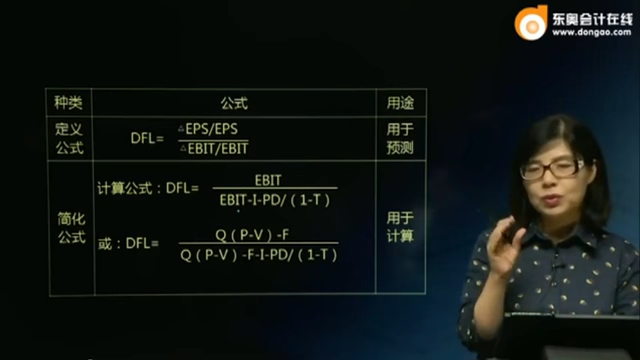 东奥会计在线
www.dongao.com
种类 公式 用途
定义公式 DFL= △EPS/EPS 用于预测
△EBIT/EBIT
简化公式 计算公式：DFL= EBIT 用于计算
EBIT-I-PD/（1-T）
或：DFL= Q（P-V）-F
Q（P-V）-F-I-PD/（1-T）